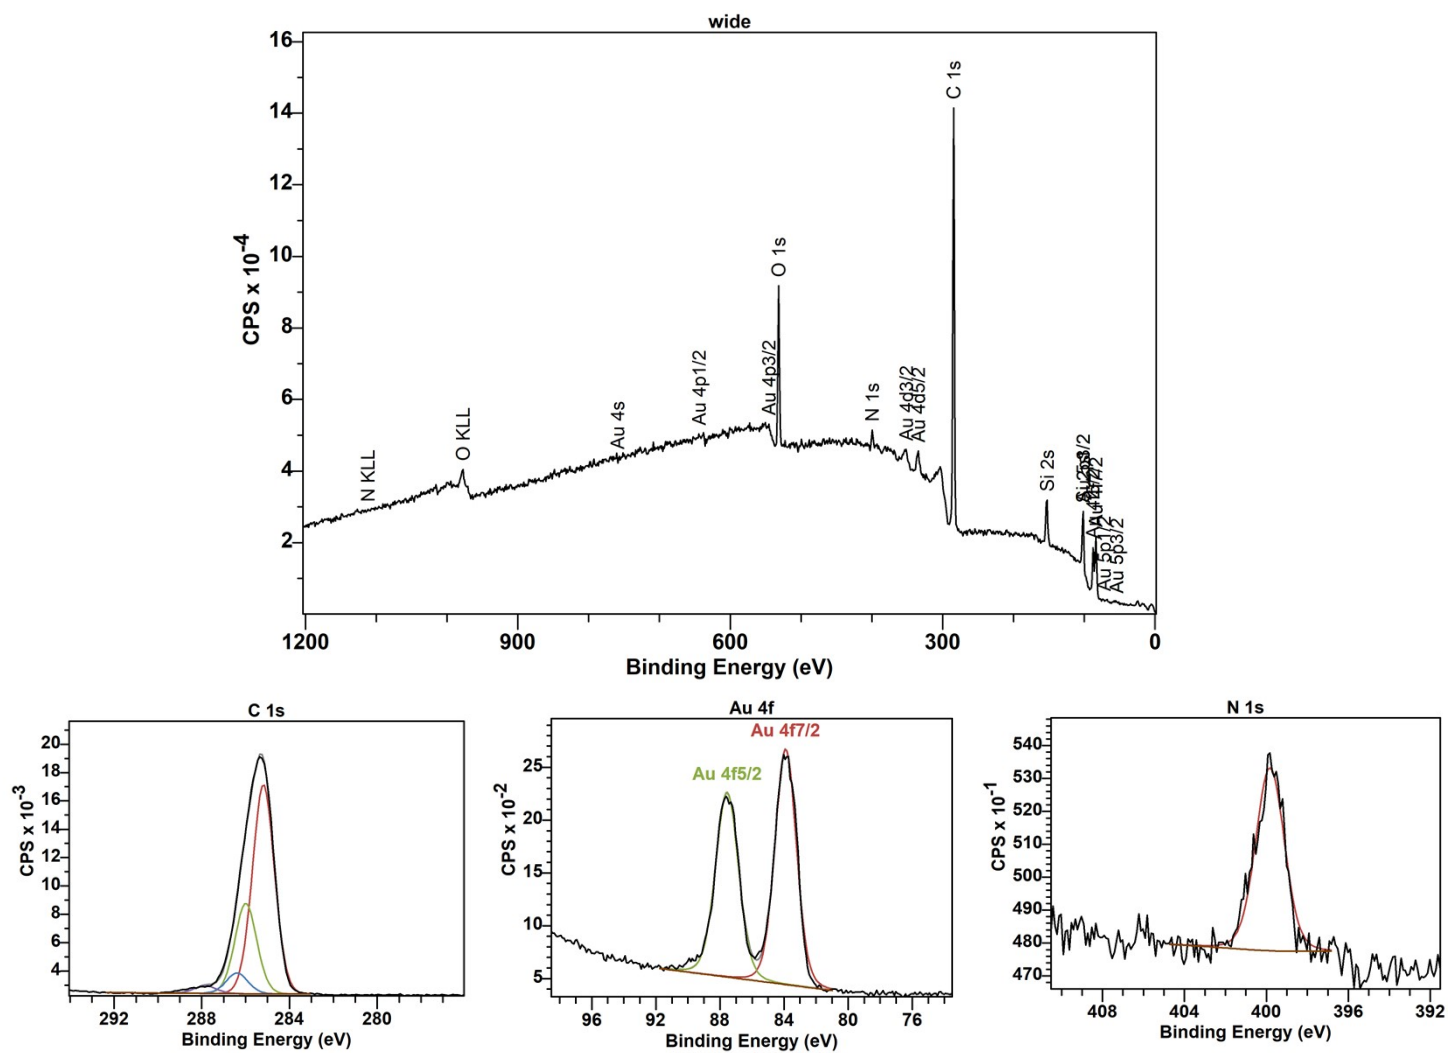 wide
16
14
12
10
8
6
4
2
CPS x 10-4
N KLL
O KLL
Au 4s
Au 4p1/2
Au 4p3/2
O 1s
N 1s
Au 4d3/2
Au 4d5/2
C 1s
Si 2s
Au 5p1/2
Au 5p3/2
1200 900 600 300 0
Binding Energy (eV)
C 1s
20
18
16
14
12
10
8
6
4
CPS x 10-3
292 288 284 280
Binding Energy (eV)
Au 4f
Au 4f7/2
Au 4f5/2
25
20
15
10
5
CPS x 10-2
96 92 88 84 80 76
Binding Energy (eV)
N 1s
540
530
520
510
500
490
480
470
CPS x 10-1
408 404 400 396 392
Binding Energy (eV)